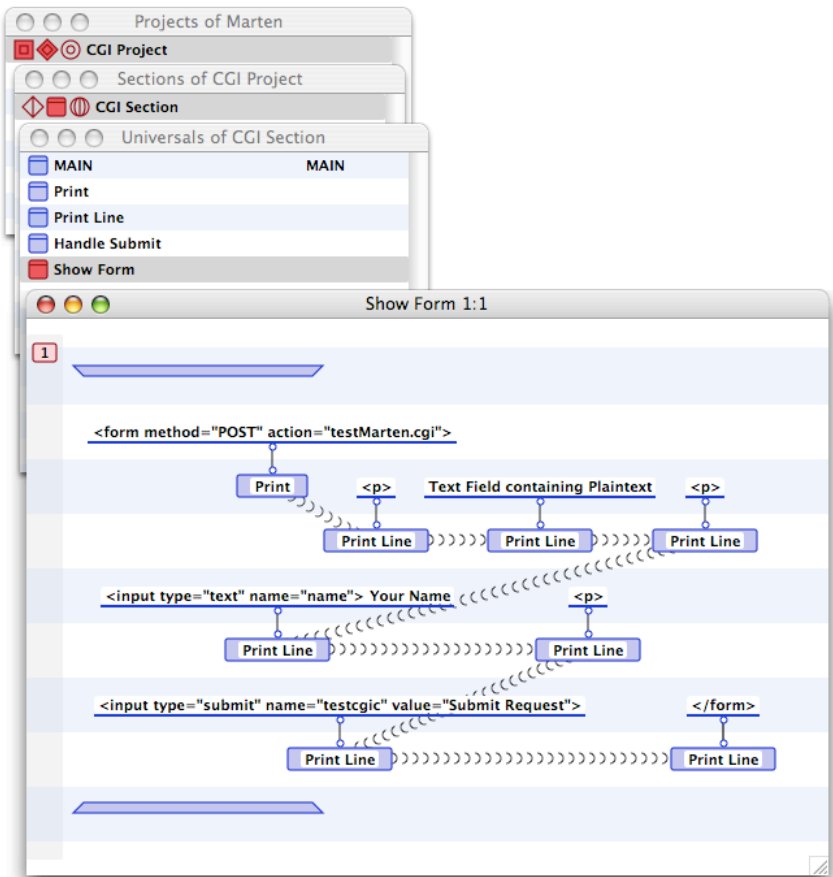 Projects of Marten
CGI Project
Sections of CGI Project
CGI Section
Universals of CGI Section
MAIN MAIN
Print
Print Line
Handle Submit
Show Form
Show Form 1:1
1
<form method="POST" action="testMarten.cgi">
Print <p> Text Field containing Plaintext <p>
Print Line Print Line Print Line
<input type="text" name="name"> Your Name <p>
Print Line Print Line
<input type="submit" name="testcgic" value="Submit Request"> </form>
Print Line Print Line